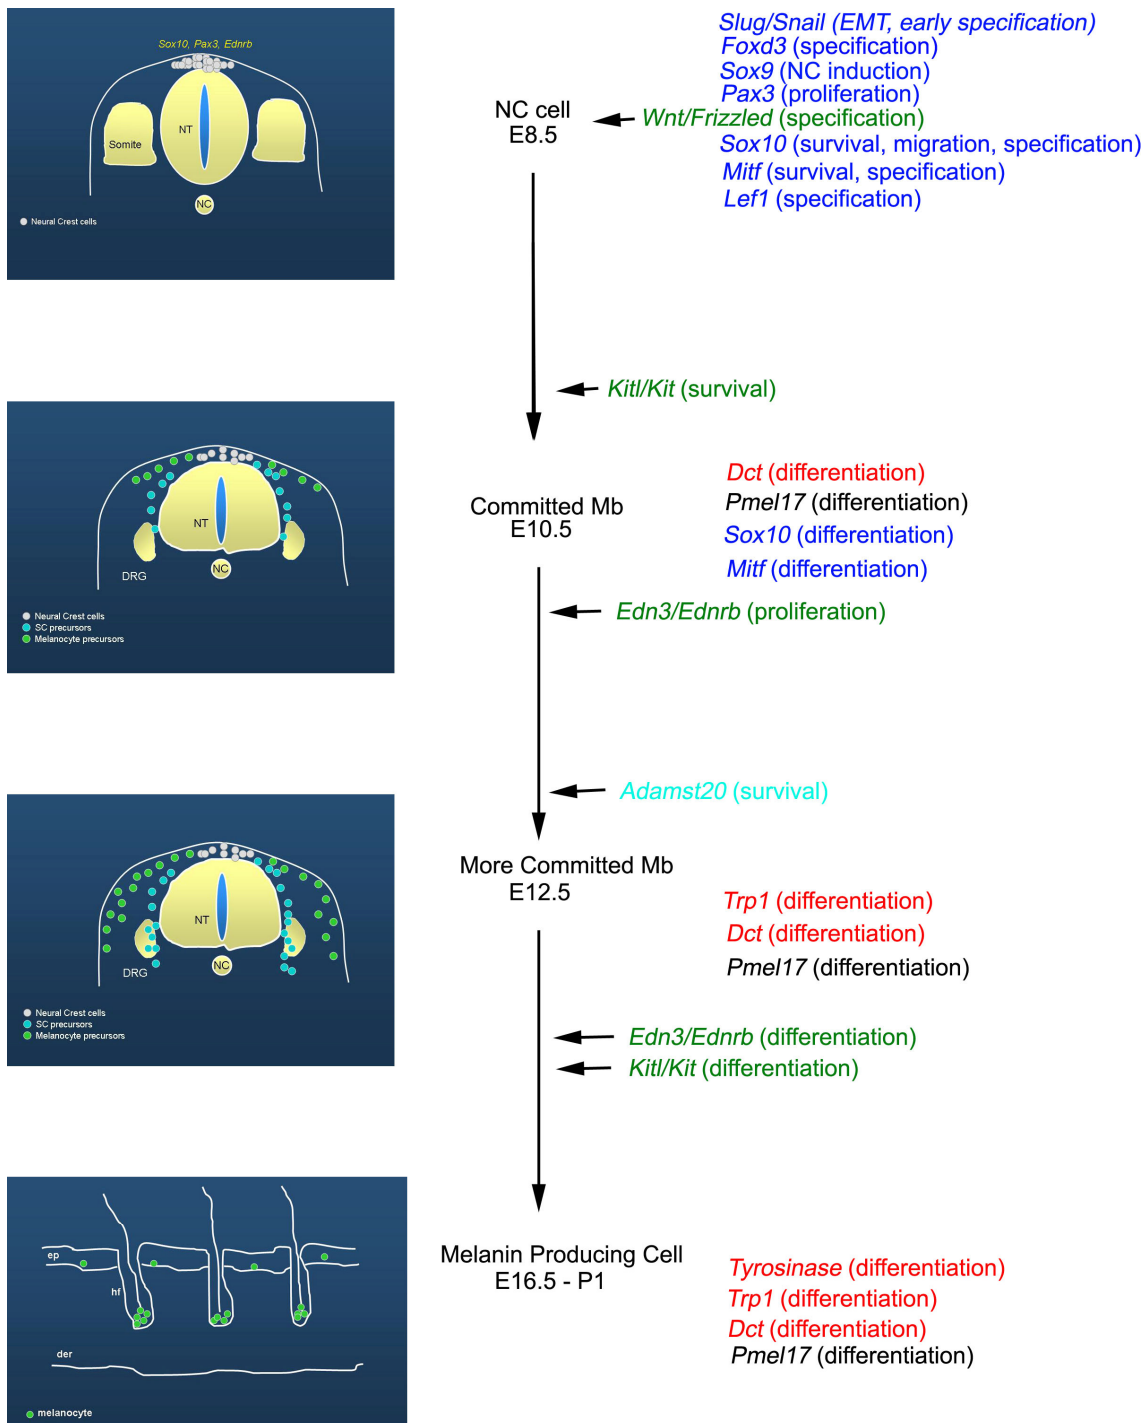 Sox10, Pax3, Ednrb
NT
Somite
NC
Neural Crest cells
NC cell
E8.5
Slug/Snail (EMT, early specification)
Foxd3 (specification)
Sox9 (NC induction)
Pax3 (proliferation)
Wnt/Frizzled (specification)
Sox10 (survival, migration, specification)
Mitf (survival, specification)
Lef1 (specification)
Kitl/Kit (survival)
NT
NC
DRG
Neural Crest cells
SC precursors
Melanocyte precursors
Committed Mb
E10.5
Dct (differentiation)
Pmel17 (differentiation)
Sox10 (differentiation)
Mitf (differentiation)
Edn3/Ednrb (proliferation)
Adamst20 (survival)
NT
NC
DRG
Neural Crest cells
SC precursors
Melanocyte precursors
More Committed Mb
E12.5
Trp1 (differentiation)
Dct (differentiation)
Pmel17 (differentiation)
Edn3/Ednrb (differentiation)
Kitl/Kit (differentiation)
ep
hf
der
melanocyte
Melanin Producing Cell
E16.5 - P1
Tyrosinase (differentiation)
Trp1 (differentiation)
Dct (differentiation)
Pmel17 (differentiation)